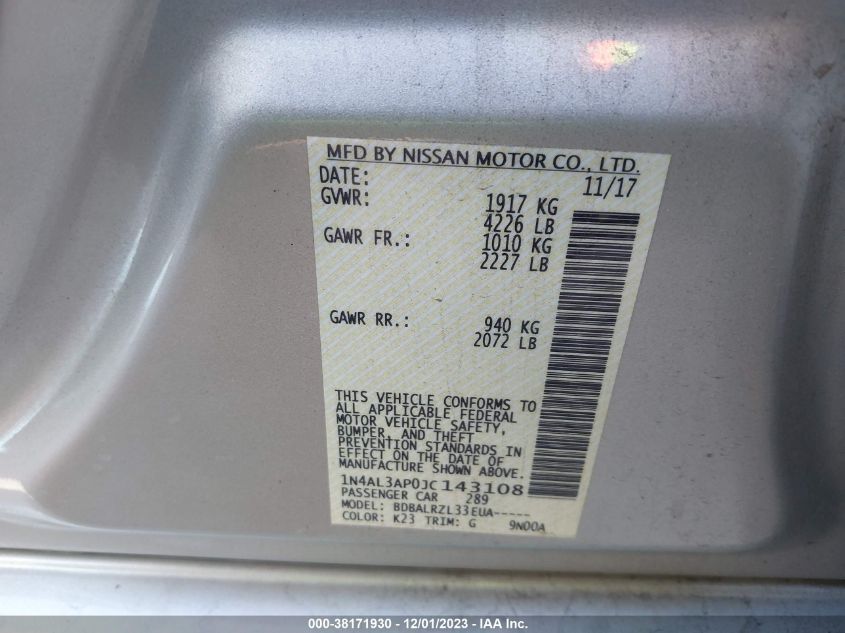 MFD BY NISSAN MOTOR CO., LTD.
DATE: 11/17
GVWR: 1917 KG
4226 LB
GAWR FR.: 1010 KG
2227 LB
GAWR RR.: 940 KG
2072 LB
THIS VEHICLE CONFORMS TO
ALL APPLICABLE FEDERAL
MOTOR VEHICLE SAFETY,
BUMPER, AND THEFT
PREVENTION STANDARDS IN
EFFECT ON THE DATE OF
MANUFACTURE SHOWN ABOVE.
1N4AL3AP0JC143108
PASSENGER CAR 289
MODEL: BDBALRZL33EUA-----
COLOR: K23 TRIM: G 9N00A
000-38171930 - 12/01/2023 - IAA Inc.